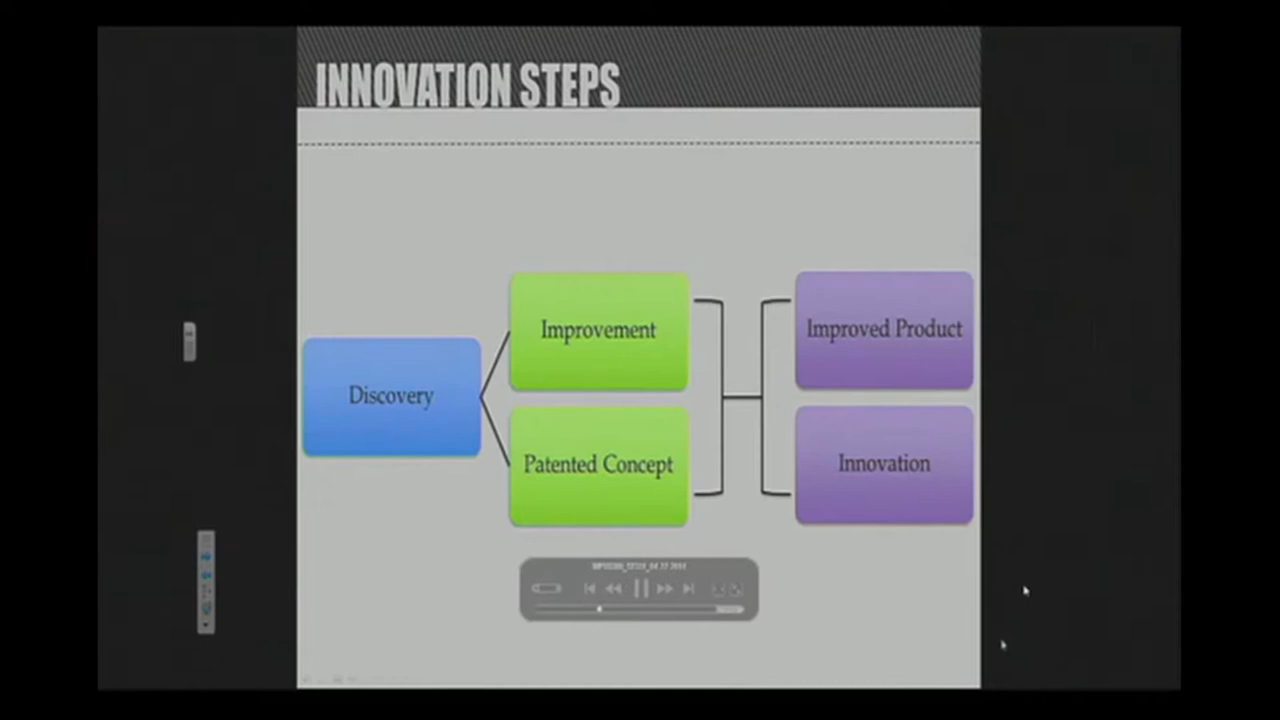 INNOVATION STEPS
Improvement
Improved Product
Discovery
Patented Concept
Innovation